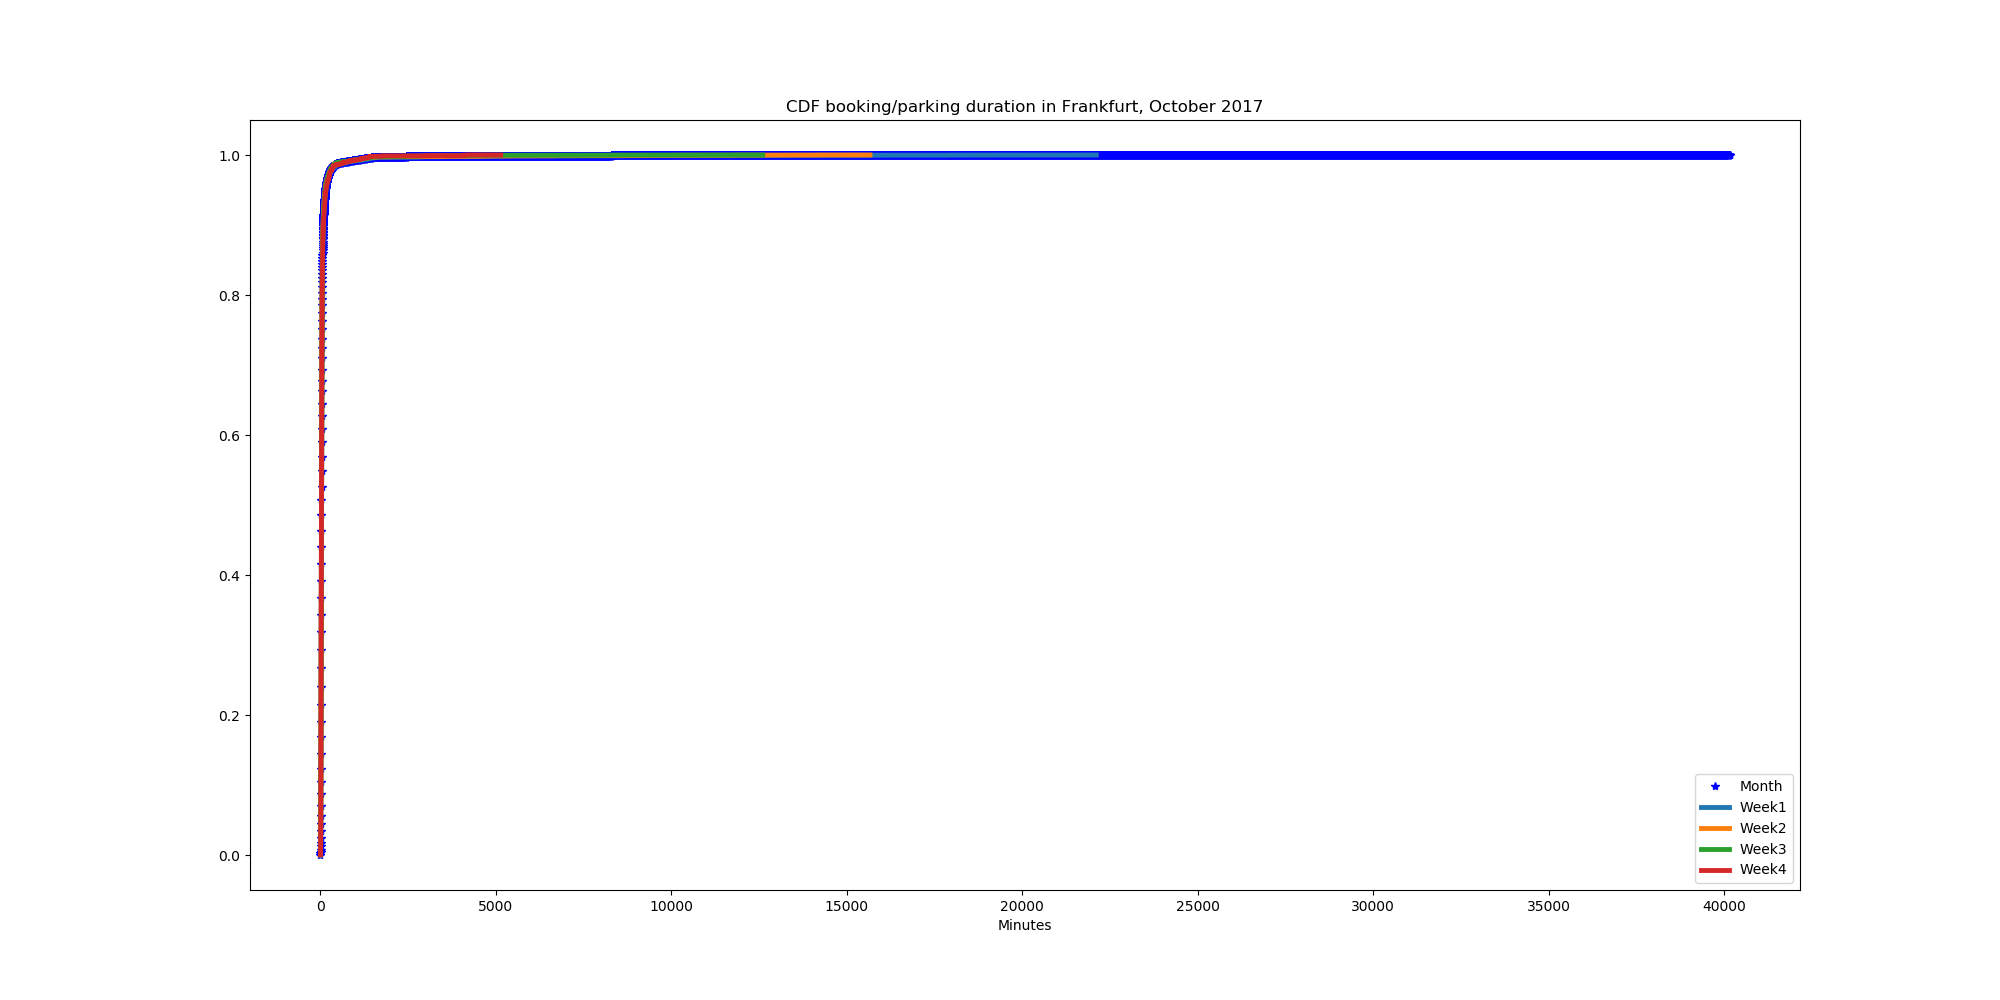 CDF booking/parking duration in Frankfurt, October 2017
1.0
0.8
0.6
0.4
0.2
0.0
0 5000 10000 15000 20000 25000 30000 35000 40000
Minutes
Month
Week1
Week2
Week3
Week4